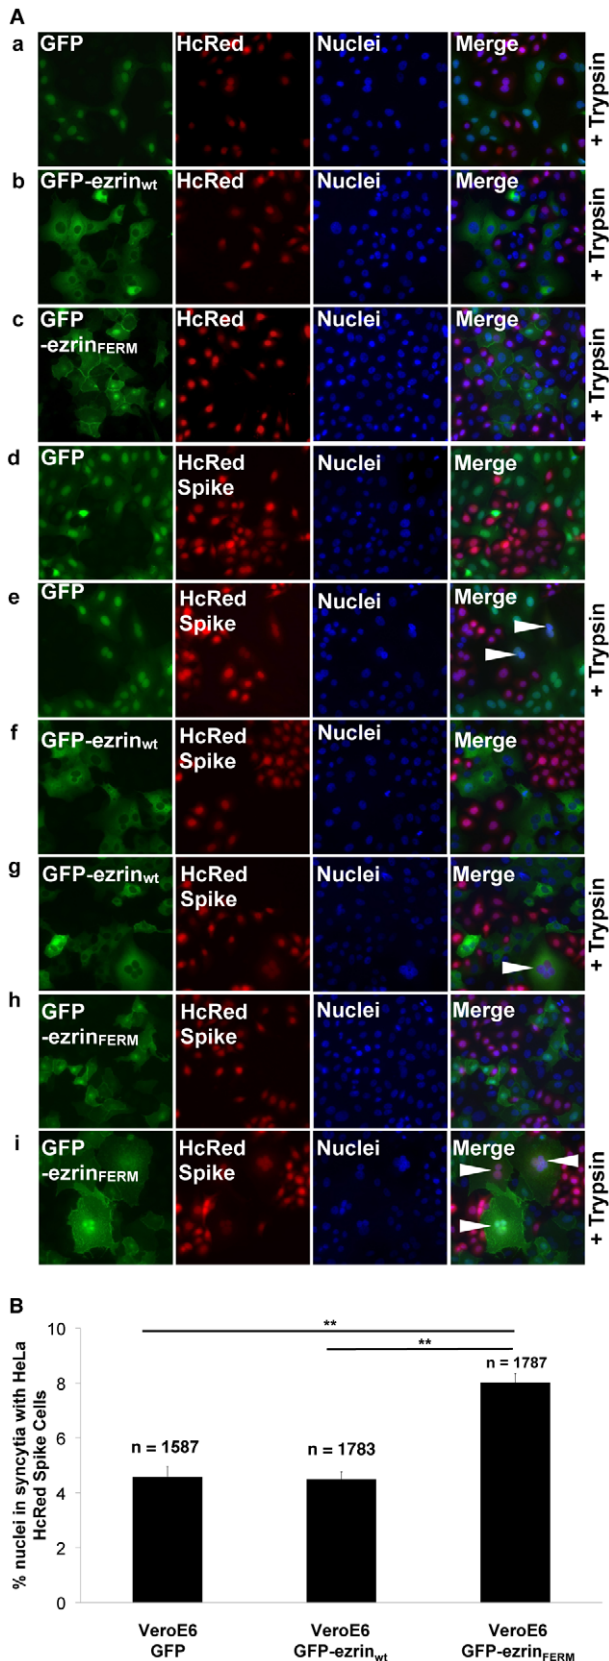 A
a
GFP HcRed Nuclei Merge
+ Trypsin
b
GFP-ezrinwt HcRed Nuclei Merge
+ Trypsin
c
GFP HcRed Nuclei Merge
-ezrinFERM
+ Trypsin
d
GFP HcRed Nuclei Merge
Spike
e
GFP HcRed Nuclei Merge
Spike
+ Trypsin
f
GFP-ezrinwt HcRed Nuclei Merge
Spike
g
GFP-ezrinwt HcRed Nuclei Merge
Spike
+ Trypsin
h
GFP HcRed Nuclei Merge
-ezrinFERM Spike
i
GFP HcRed Nuclei Merge
-ezrinFERM Spike
+ Trypsin
B
% nuclei in syncytia with HeLa
HcRed Spike Cells
10
8
6
4
2
0
**
**
n = 1587
n = 1783
n = 1787
VeroE6
GFP
VeroE6
GFP-ezrinwt
VeroE6
GFP-ezrinFERM